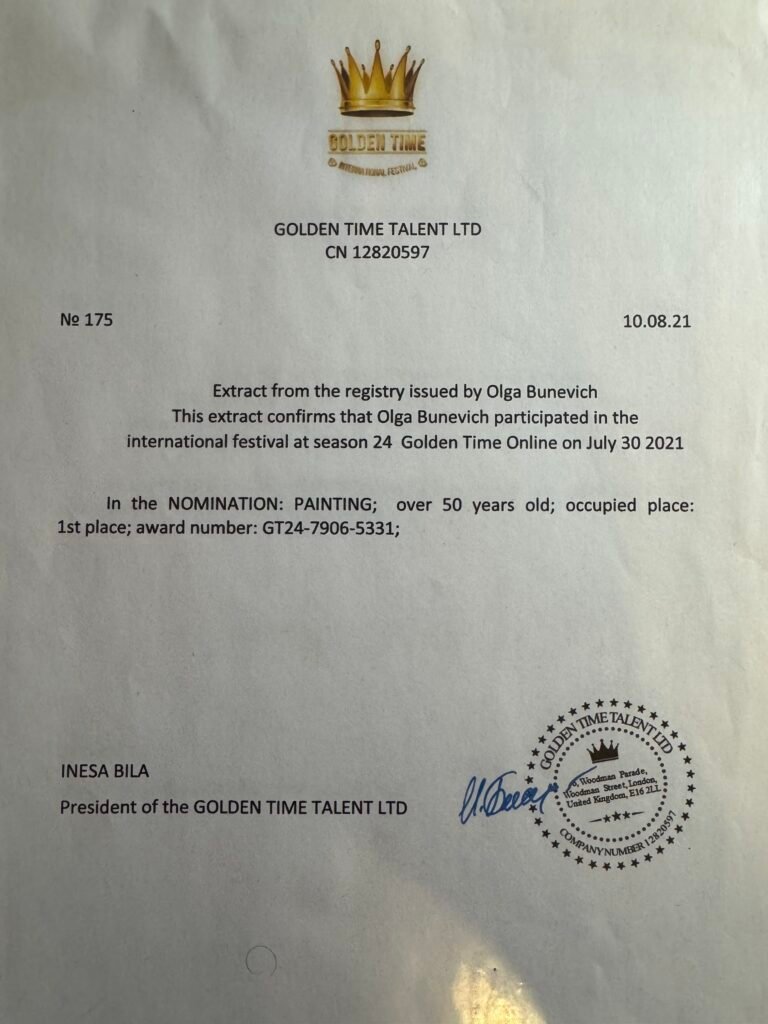 GOLDEN TIME
INTERNATIONAL FESTIVAL
GOLDEN TIME TALENT LTD
CN 12820597
№ 175 10.08.21
Extract from the registry issued by Olga Bunevich
This extract confirms that Olga Bunevich participated in the
international festival at season 24 Golden Time Online on July 30 2021
In the NOMINATION: PAINTING; over 50 years old; occupied place:
1st place; award number: GT24-7906-5331;
INESA BILA
President of the GOLDEN TIME TALENT LTD
GOLDEN TIME TALENT LTD
Woodman Parade,
Woodman Street, London,
United Kingdom, E16 2LL
COMPANY NUMBER 12820597